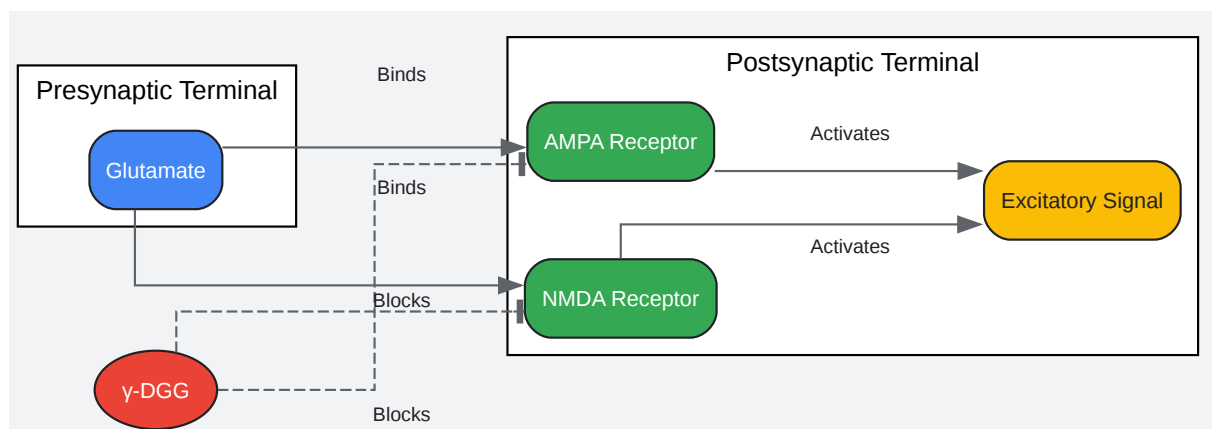 Presynaptic Terminal
Glutamate
Binds
Binds
Blocks
Blocks
γ-DGG
Postsynaptic Terminal
AMPA Receptor
NMDA Receptor
Activates
Activates
Excitatory Signal